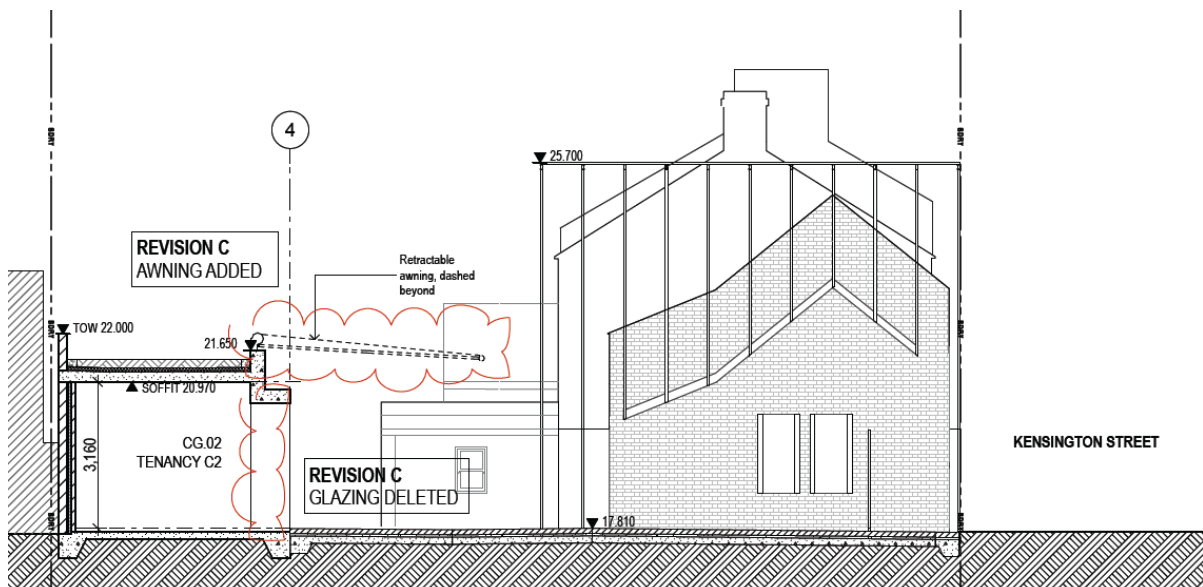 BDRY
BDRY
4
25.700
REVISION C
AWNING ADDED
Retractable
awning, dashed
beyond
TOW 22.000
21.650
BDRY
BDRY
SOFFIT 20.970
3,160
CG.02
TENANCY C2
REVISION C
GLAZING DELETED
KENSINGTON STREET
17.810
BDRY
BDRY